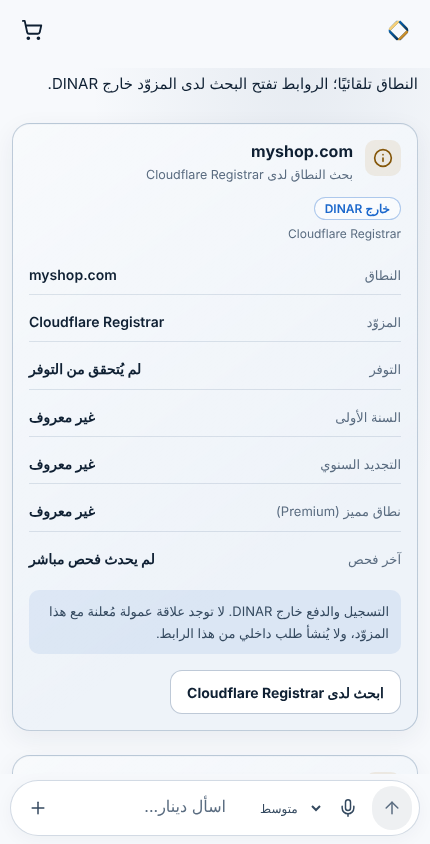 النطاق تلقائيًا؛ الروابط تفتح البحث لدى المزوّد خارج DINAR.
myshop.com
بحث النطاق لدى Cloudflare Registrar
خارج DINAR
Cloudflare Registrar
النطاق myshop.com
المزوّد Cloudflare Registrar
التوفر لم يُتحقق من التوفر
السنة الأولى غير معروف
التجديد السنوي غير معروف
نطاق مميز (Premium) غير معروف
آخر فحص لم يحدث فحص مباشر
التسجيل والدفع خارج DINAR. لا توجد علاقة عمولة مُعلنة مع هذا
المزوّد، ولا يُنشأ طلب داخلي من هذا الرابط.
ابحث لدى Cloudflare Registrar
اسأل دينار... متوسط